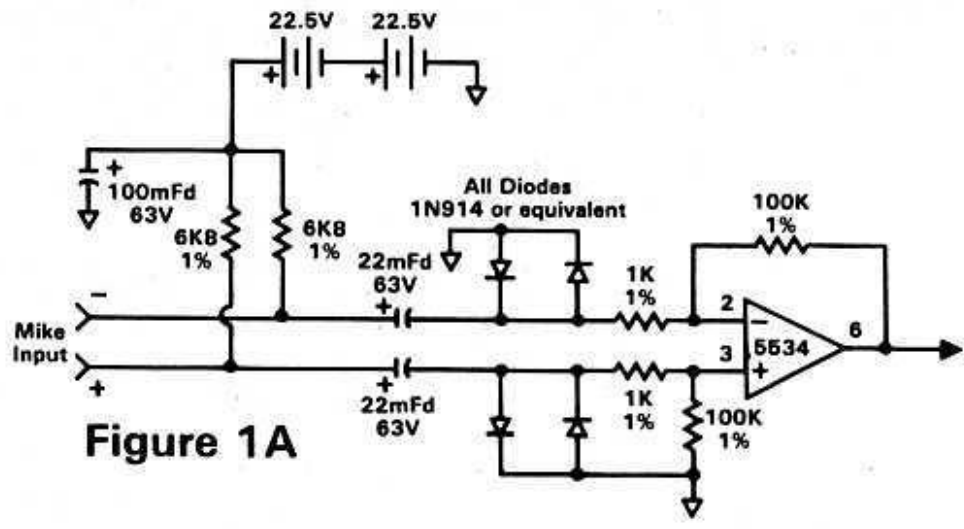 22.5V 22.5V
+ +
+
100mFd
63V
6K8
1%
6K8
1%
All Diodes
1N914 or equivalent
100K
1%
22mFd
63V
+
1K
1%
−
Mike
Input
+
2
−
3
+
5534
6
+
22mFd
63V
1K
1%
100K
1%
Figure 1A